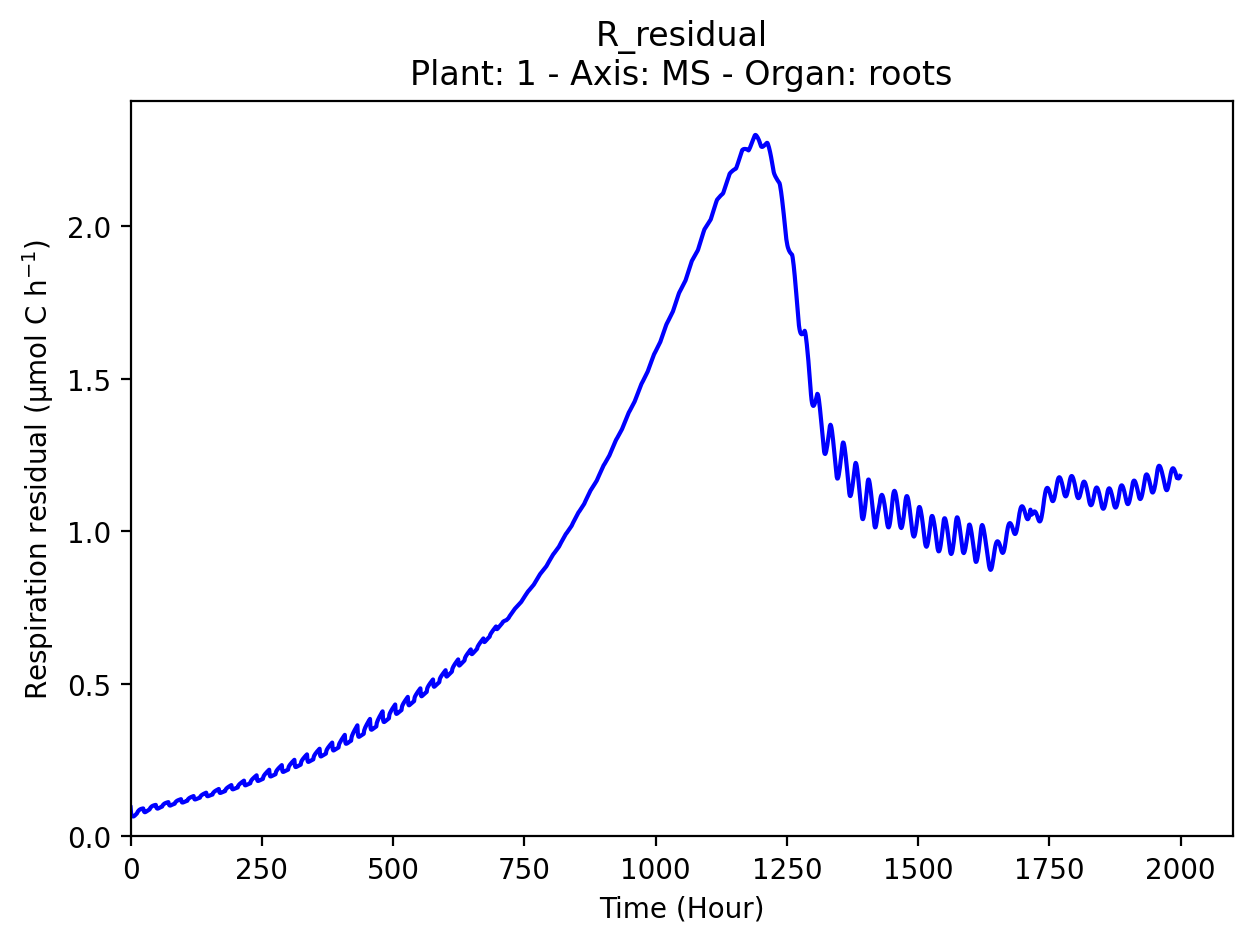 R_residual
Plant: 1 - Axis: MS - Organ: roots
Respiration residual (µmol C h⁻¹)
2.0
1.5
1.0
0.5
0.0
0 250 500 750 1000 1250 1500 1750 2000
Time (Hour)